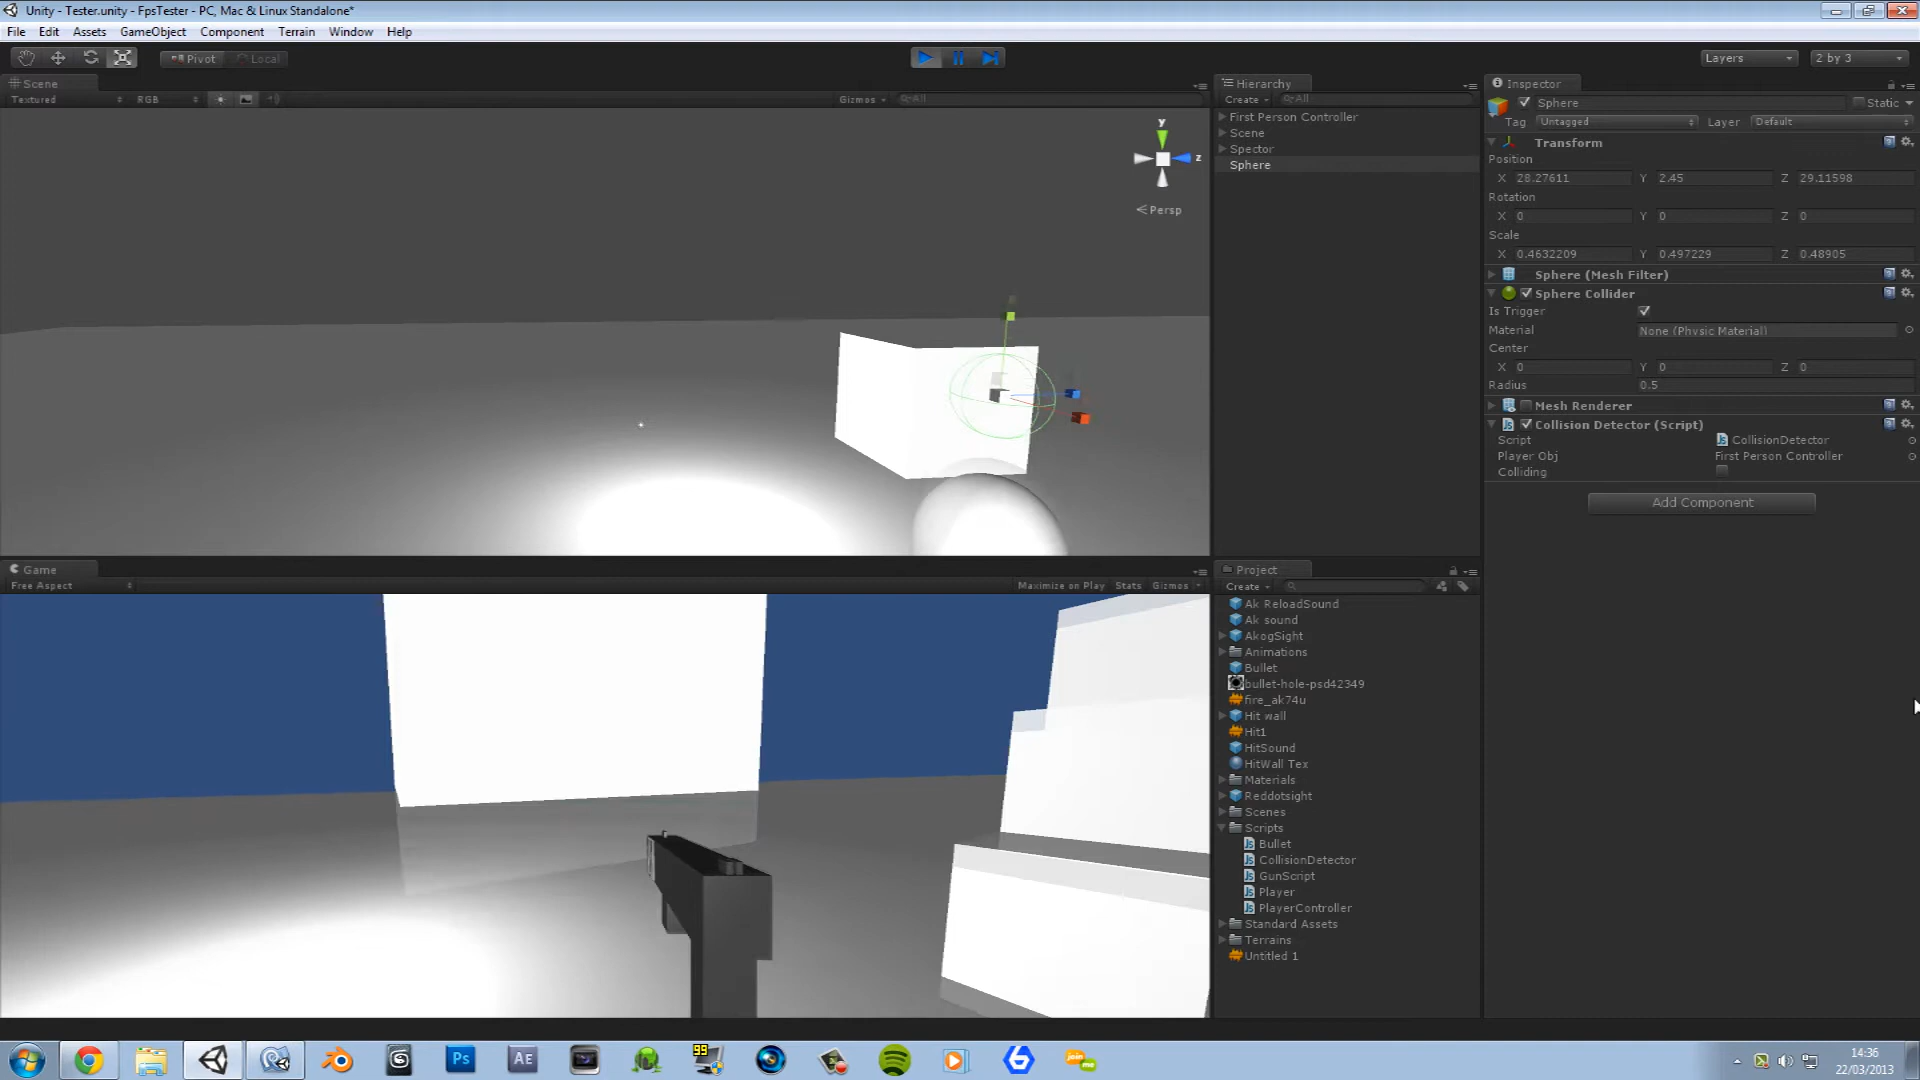 Unity - Tester.unity - FpsTester - PC, Mac & Linux Standalone*
File Edit Assets GameObject Component Terrain Window Help
Pivot Local
Layers 2 by 3
Scene
Textured RGB Gizmos All
y
z
Persp
Game
Free Aspect Maximize on Play Stats Gizmos
Hierarchy
Create All
First Person Controller
Scene
Spector
Sphere
Project
Create
Ak ReloadSound
Ak sound
AkogSight
Animations
Bullet
bullet-hole-psd42349
fire_ak74u
Hit wall
Hit1
HitSound
HitWall Tex
Materials
Reddotsight
Scenes
Scripts
Bullet
CollisionDetector
GunScript
Player
PlayerController
Standard Assets
Terrains
Untitled 1
Inspector
Sphere Static
Tag Untagged Layer Default
Transform
Position
X 28.27611 Y 2.45 Z 29.11598
Rotation
X 0 Y 0 Z 0
Scale
X 0.4632209 Y 0.497229 Z 0.48905
Sphere (Mesh Filter)
Sphere Collider
Is Trigger
Material None (Physic Material)
Center
X 0 Y 0 Z 0
Radius 0.5
Mesh Renderer
Collision Detector (Script)
Script CollisionDetector
Player Obj First Person Controller
Colliding
Add Component
Ps AE 99 6 join me
14:36
22/03/2013